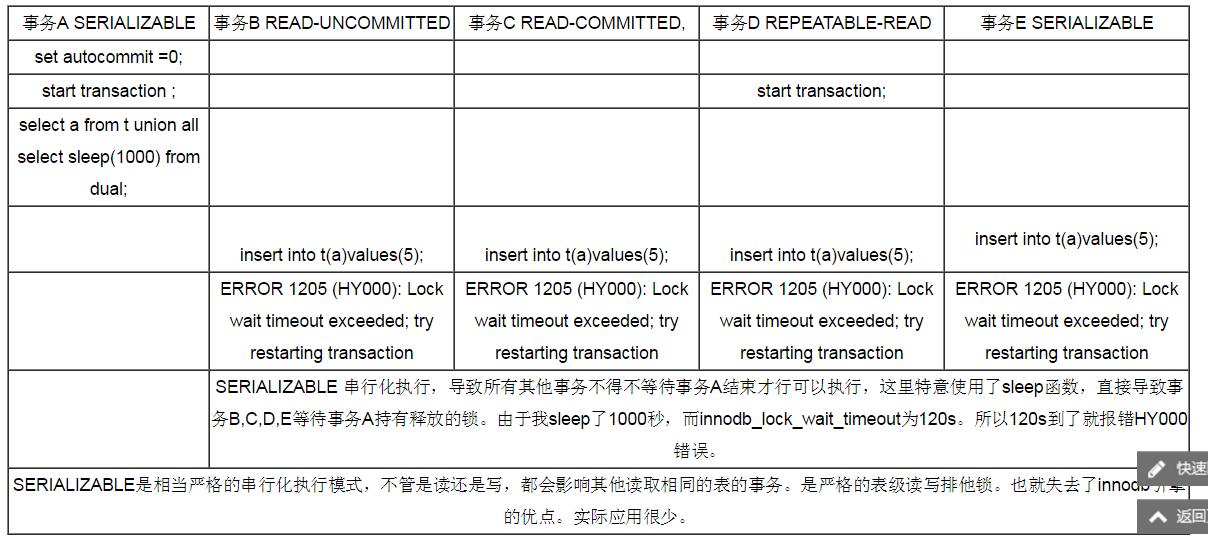 事务A SERIALIZABLE 事务B READ-UNCOMMITTED 事务C READ-COMMITTED, 事务D REPEATABLE-READ 事务E SERIALIZABLE
set autocommit =0;
start transaction ; start transaction;
select a from t union all
select sleep(1000) from
dual;
insert into t(a)values(5); insert into t(a)values(5); insert into t(a)values(5); insert into t(a)values(5);
ERROR 1205 (HY000): Lock ERROR 1205 (HY000): Lock ERROR 1205 (HY000): Lock ERROR 1205 (HY000): Lock
wait timeout exceeded; try wait timeout exceeded; try wait timeout exceeded; try wait timeout exceeded; try
restarting transaction restarting transaction restarting transaction restarting transaction
SERIALIZABLE 串行化执行，导致所有其他事务不得不等待事务A结束才行可以执行，这里特意使用了sleep函数，直接导致事
务B,C,D,E等待事务A持有释放的锁。由于我sleep了1000秒，而innodb_lock_wait_timeout为120s。所以120s到了就报错HY000
错误。
SERIALIZABLE是相当严格的串行化执行模式，不管是读还是写，都会影响其他读取相同的表的事务。是严格的表级读写排他锁。也就失去了innodb引擎
的优点。实际应用很少。
快速
返回